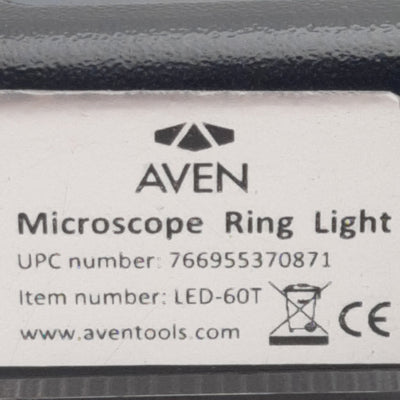 AVEN
Microscope Ring Light
UPC number: 766955370871
Item number: LED-60T
www.aventools.com
CE